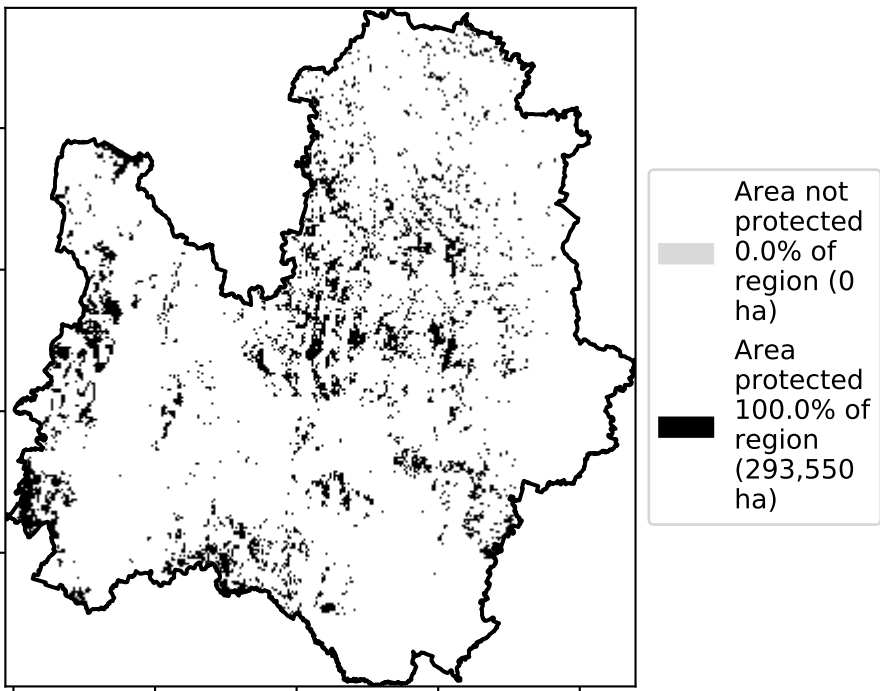 Area not
protected
0.0% of
region (0
ha)
Area
protected
100.0% of
region
(293,550
ha)